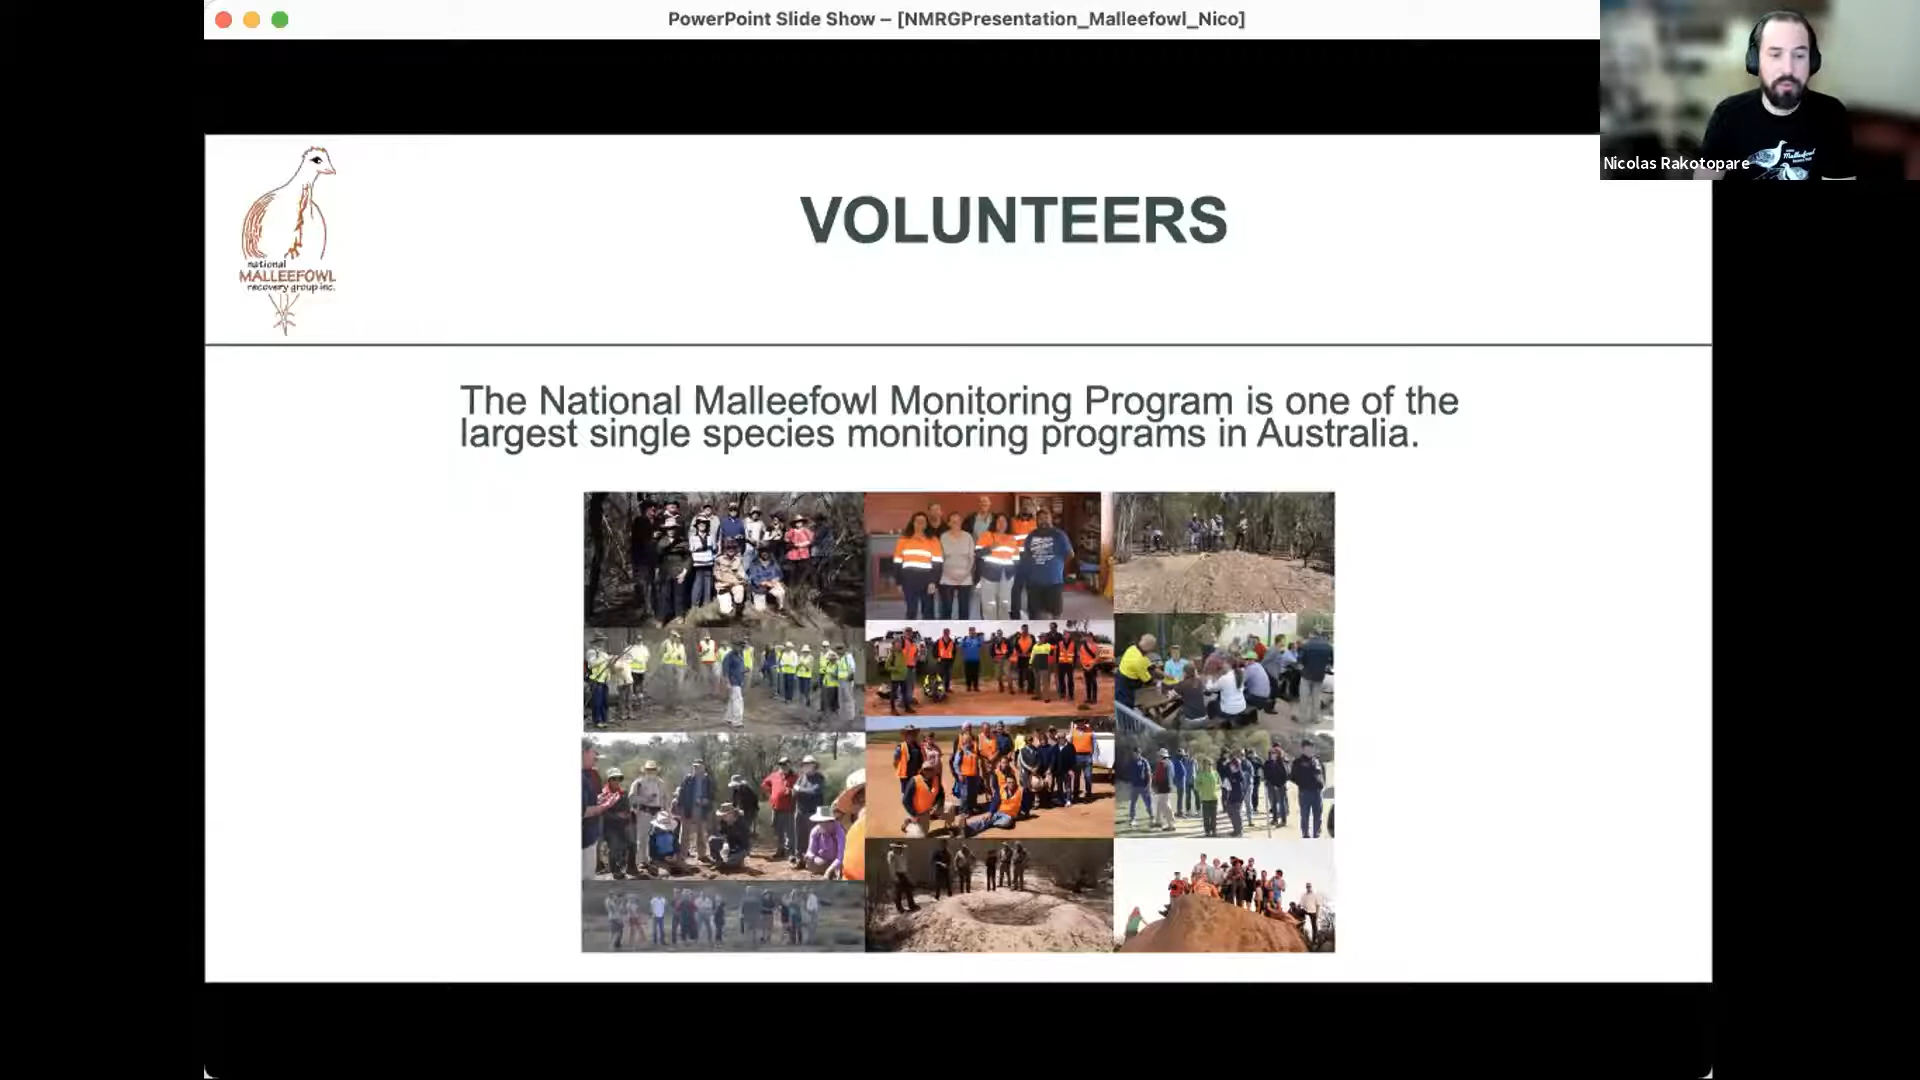 PowerPoint Slide Show – [NMRGPresentation_Malleefowl_Nico]
Nicolas Rakotopare
Malleefowl
national
MALLEEFOWL
recovery group inc.
VOLUNTEERS
The National Malleefowl Monitoring Program is one of the
largest single species monitoring programs in Australia.